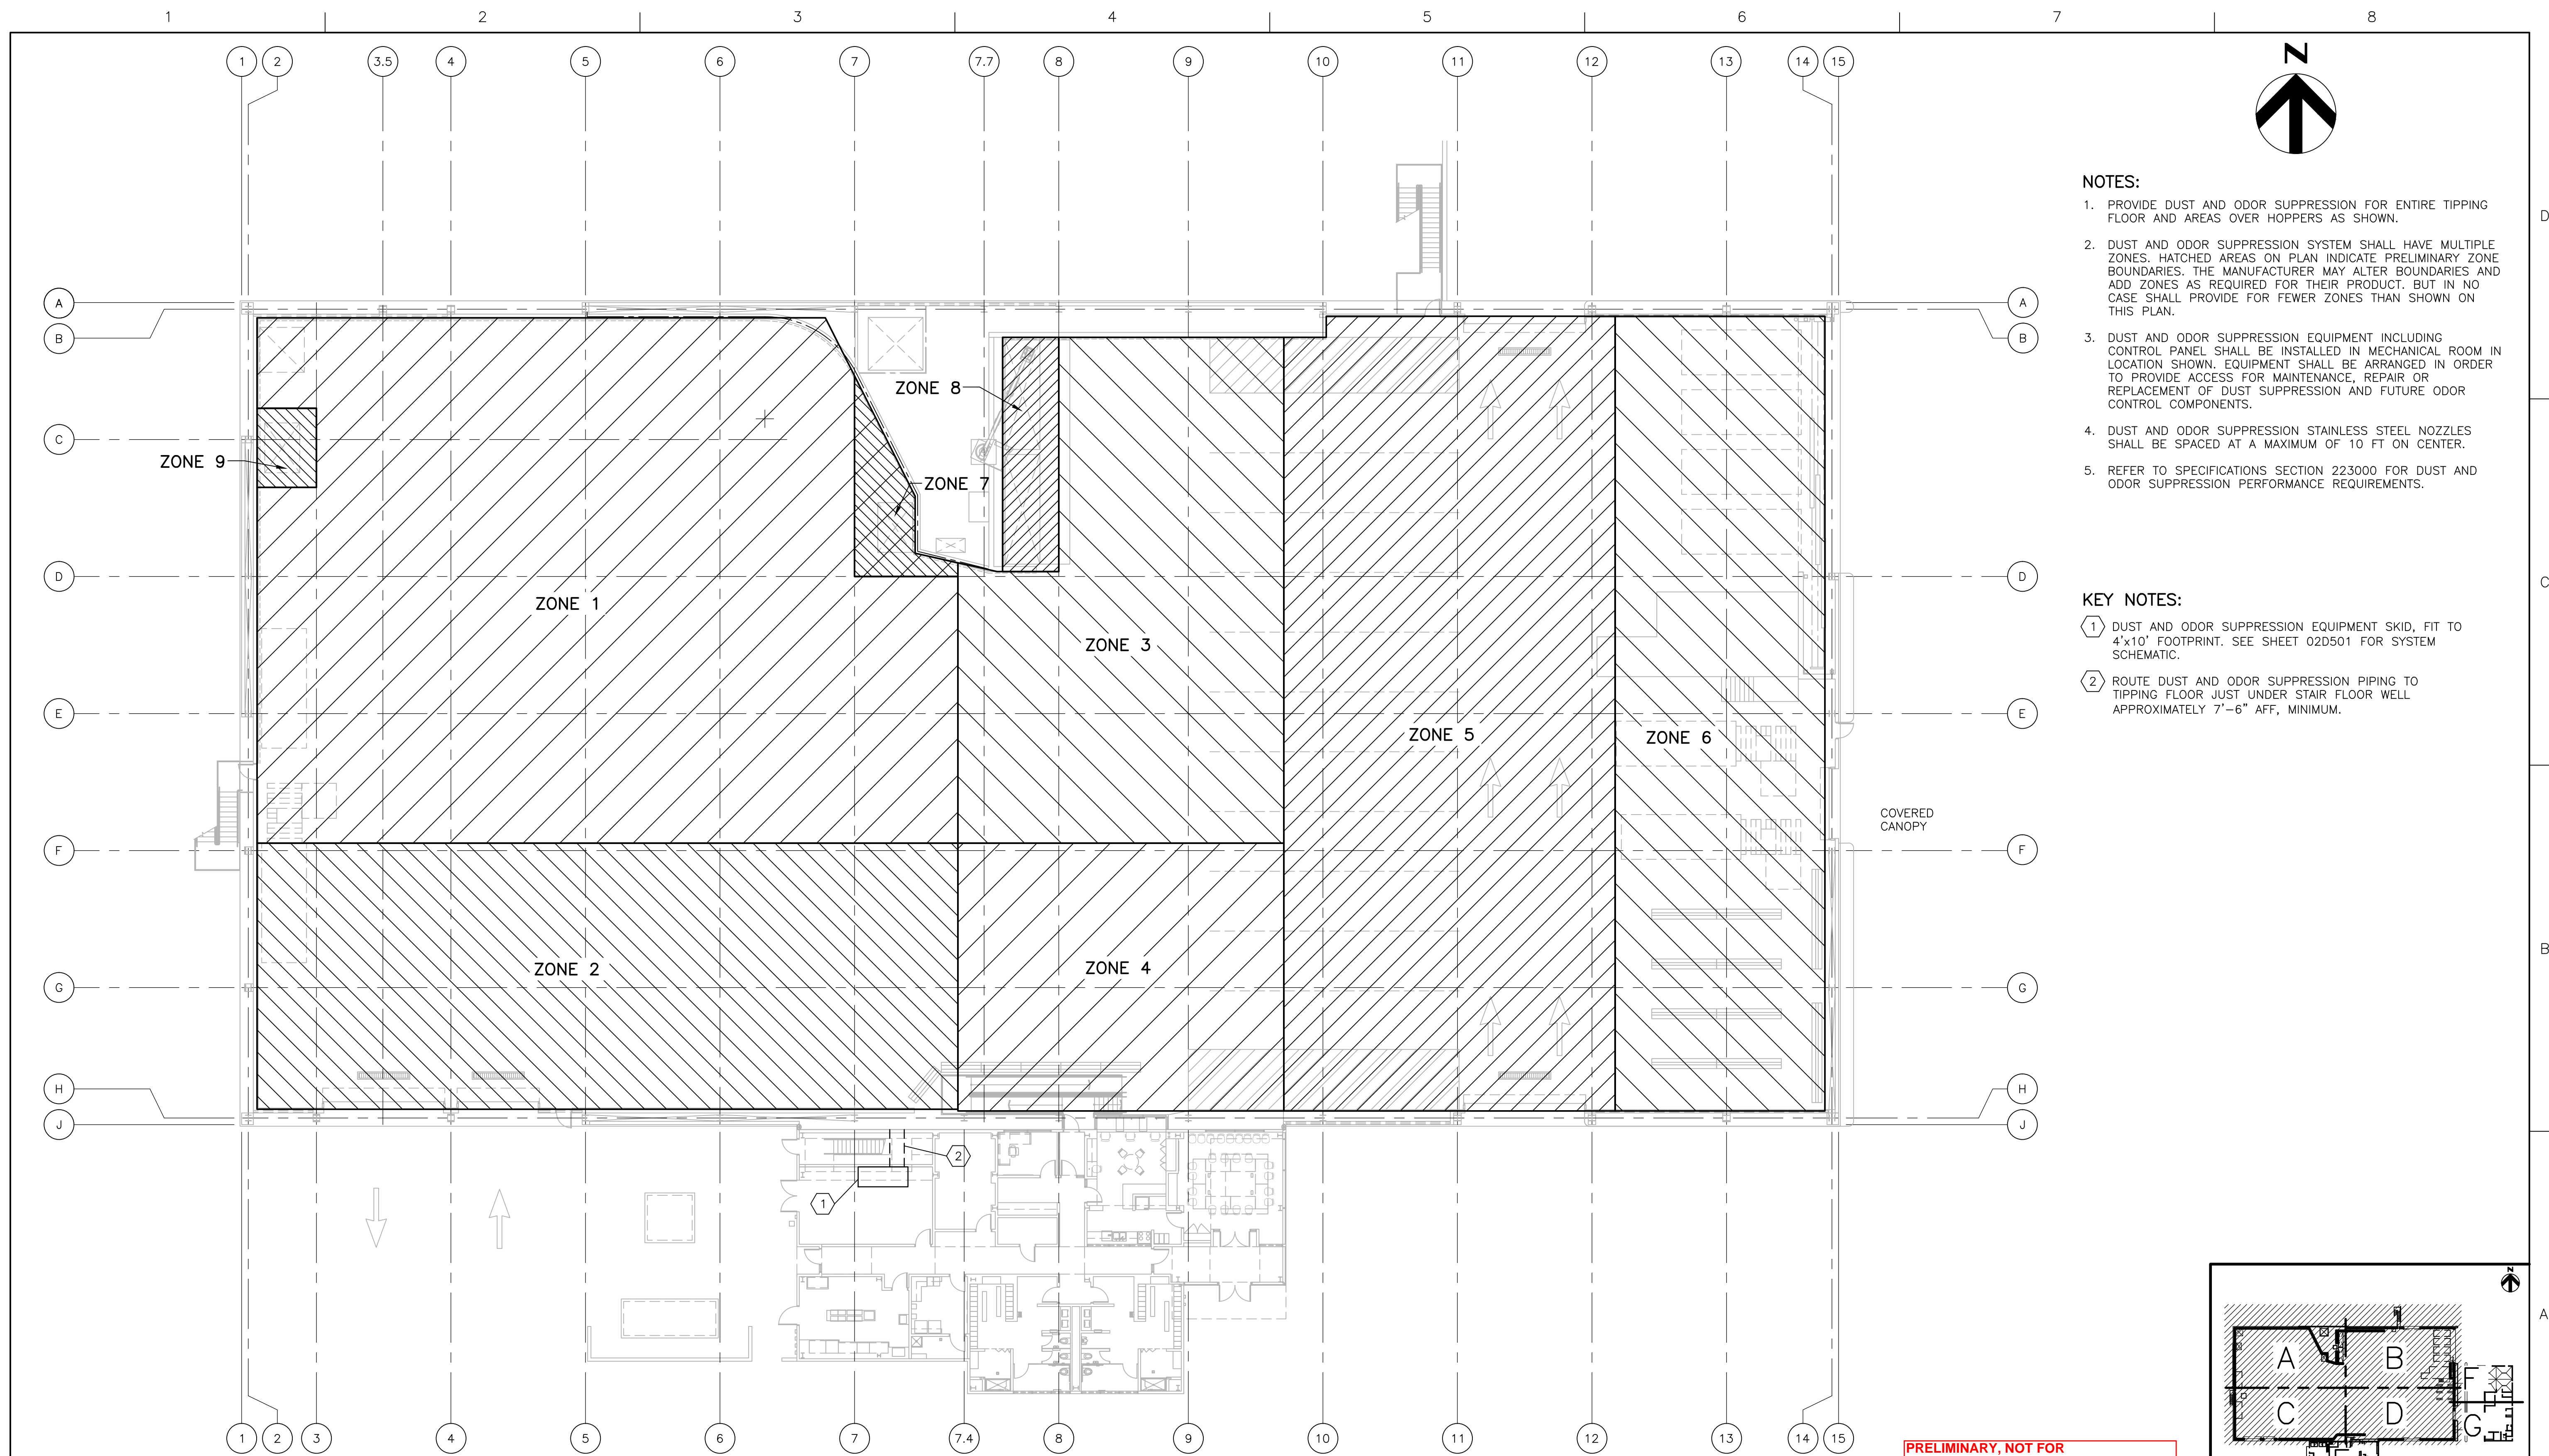 1 2 3 4 5 6 7 8
1 2 3.5 4 5 6 7 7.7 8 9 10 11 12 13 14 15
N
NOTES:
1. PROVIDE DUST AND ODOR SUPPRESSION FOR ENTIRE TIPPING
FLOOR AND AREAS OVER HOPPERS AS SHOWN.
2. DUST AND ODOR SUPPRESSION SYSTEM SHALL HAVE MULTIPLE
ZONES. HATCHED AREAS ON PLAN INDICATE PRELIMINARY ZONE
BOUNDARIES. THE MANUFACTURER MAY ALTER BOUNDARIES AND
ADD ZONES AS REQUIRED FOR THEIR PRODUCT. BUT IN NO
CASE SHALL PROVIDE FOR FEWER ZONES THAN SHOWN ON
THIS PLAN.
3. DUST AND ODOR SUPPRESSION EQUIPMENT INCLUDING
CONTROL PANEL SHALL BE INSTALLED IN MECHANICAL ROOM IN
LOCATION SHOWN. EQUIPMENT SHALL BE ARRANGED IN ORDER
TO PROVIDE ACCESS FOR MAINTENANCE, REPAIR OR
REPLACEMENT OF DUST SUPPRESSION AND FUTURE ODOR
CONTROL COMPONENTS.
4. DUST AND ODOR SUPPRESSION STAINLESS STEEL NOZZLES
SHALL BE SPACED AT A MAXIMUM OF 10 FT ON CENTER.
5. REFER TO SPECIFICATIONS SECTION 223000 FOR DUST AND
ODOR SUPPRESSION PERFORMANCE REQUIREMENTS.
KEY NOTES:
1 DUST AND ODOR SUPPRESSION EQUIPMENT SKID, FIT TO
4'x10' FOOTPRINT. SEE SHEET 02D501 FOR SYSTEM
SCHEMATIC.
2 ROUTE DUST AND ODOR SUPPRESSION PIPING TO
TIPPING FLOOR JUST UNDER STAIR FLOOR WELL
APPROXIMATELY 7'-6" AFF, MINIMUM.
D
C
B
A
A A
B B
ZONE 8
C
ZONE 9
ZONE 7
D D
ZONE 1
ZONE 3
E E
ZONE 5
ZONE 6
COVERED
CANOPY
F F
ZONE 2
ZONE 4
G G
H H
J J
2
1
1 2 3 4 5 6 7 7.4 8 9 10 11 12 13 14 15
N
A B
F
C D
G
E
PRELIMINARY, NOT FOR